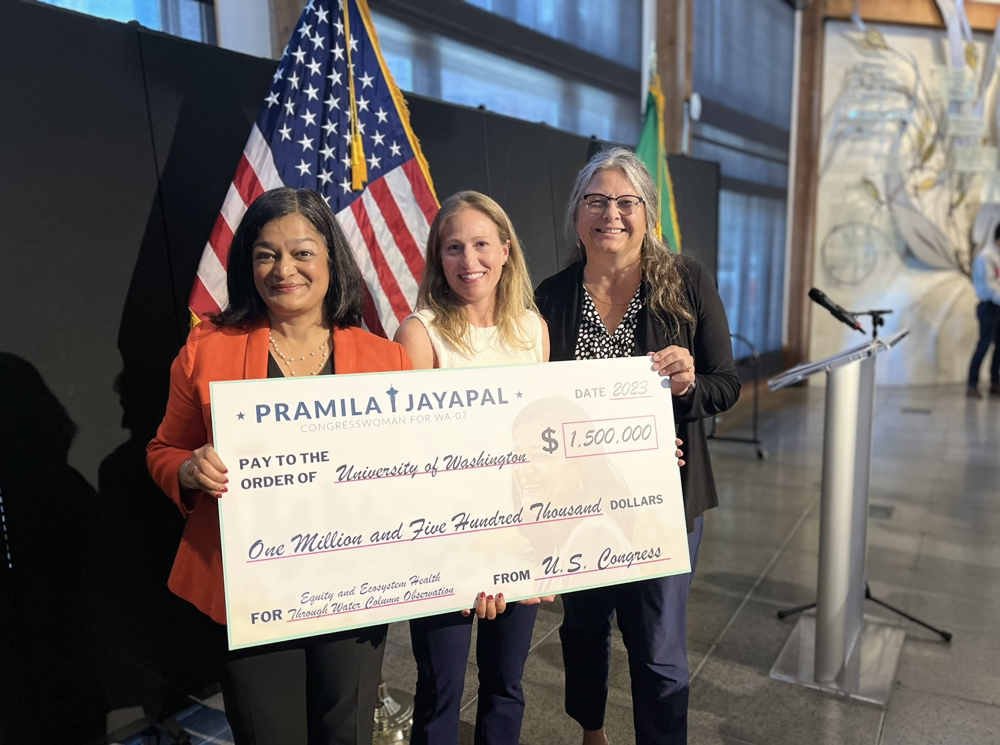 ★ PRAMILA JAYAPAL ★
CONGRESSWOMAN FOR WA-07
DATE 2023
$ 1,500,000
PAY TO THE
ORDER OF University of Washington
One Million and Five Hundred Thousand DOLLARS
FROM U.S. Congress
Equity and Ecosystem Health
FOR Through Water Column Observation